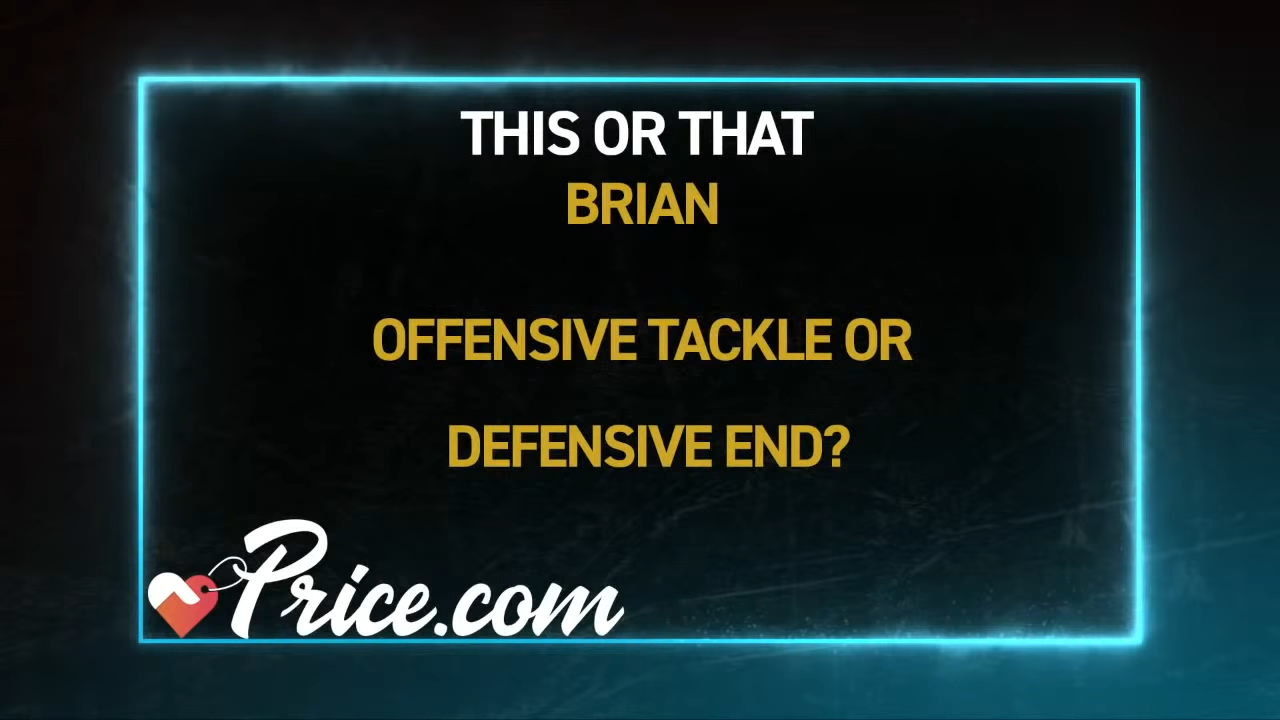 THIS OR THAT
BRIAN
OFFENSIVE TACKLE OR
DEFENSIVE END?
Price.com